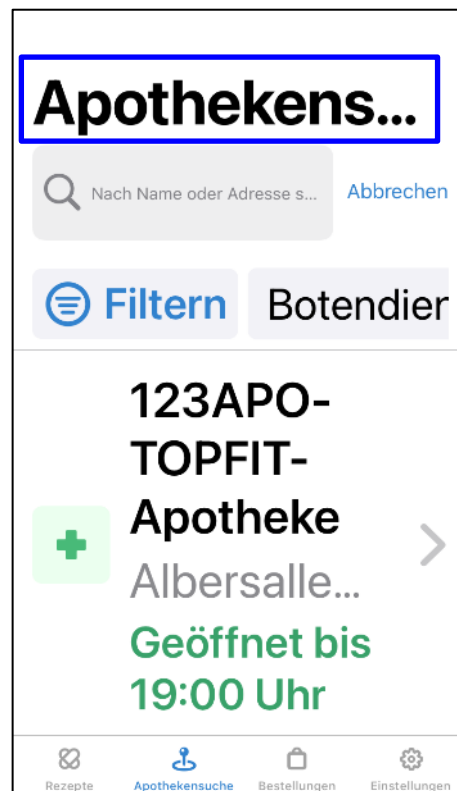 Apothekens...
Nach Name oder Adresse s...
Abbrechen
Filtern
Botendier
123APO-
TOPFIT-
Apotheke
Albersalle...
Geöffnet bis
19:00 Uhr
Rezepte
Apothekensuche
Bestellungen
Einstellungen